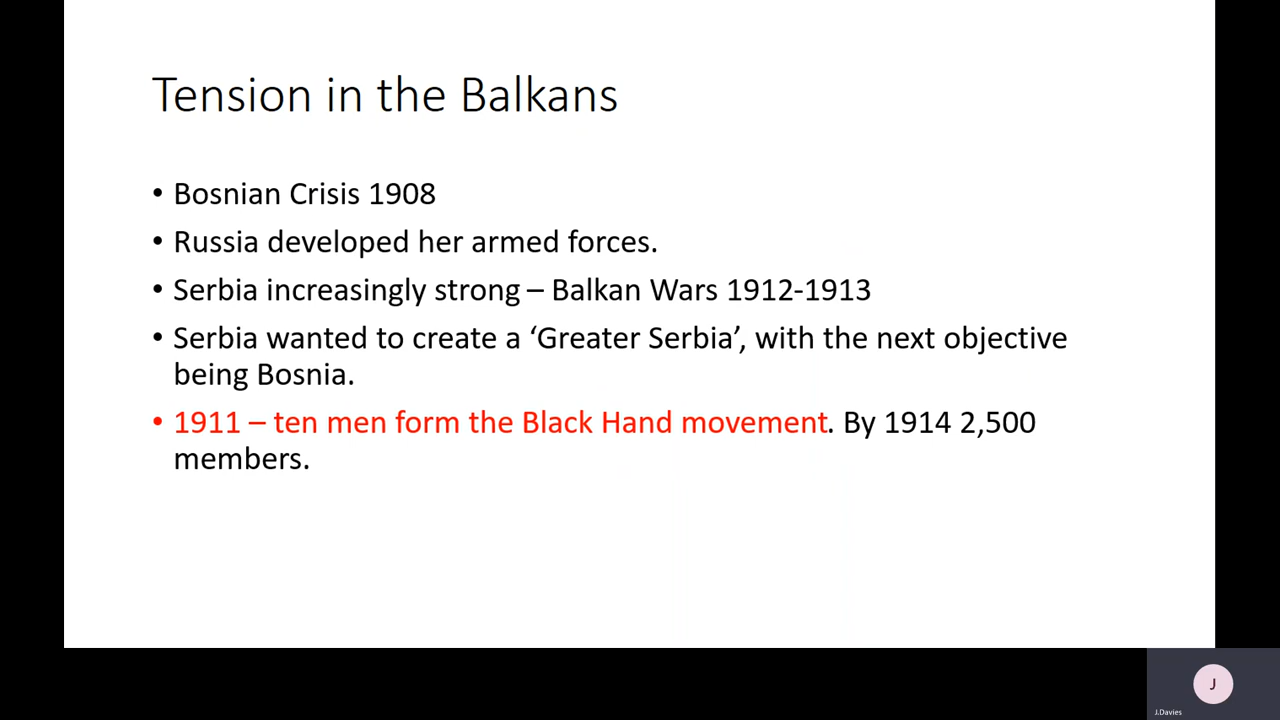 Tension in the Balkans
• Bosnian Crisis 1908
• Russia developed her armed forces.
• Serbia increasingly strong – Balkan Wars 1912-1913
• Serbia wanted to create a ‘Greater Serbia’, with the next objective
being Bosnia.
• 1911 – ten men form the Black Hand movement. By 1914 2,500
members.
J
J.Davies